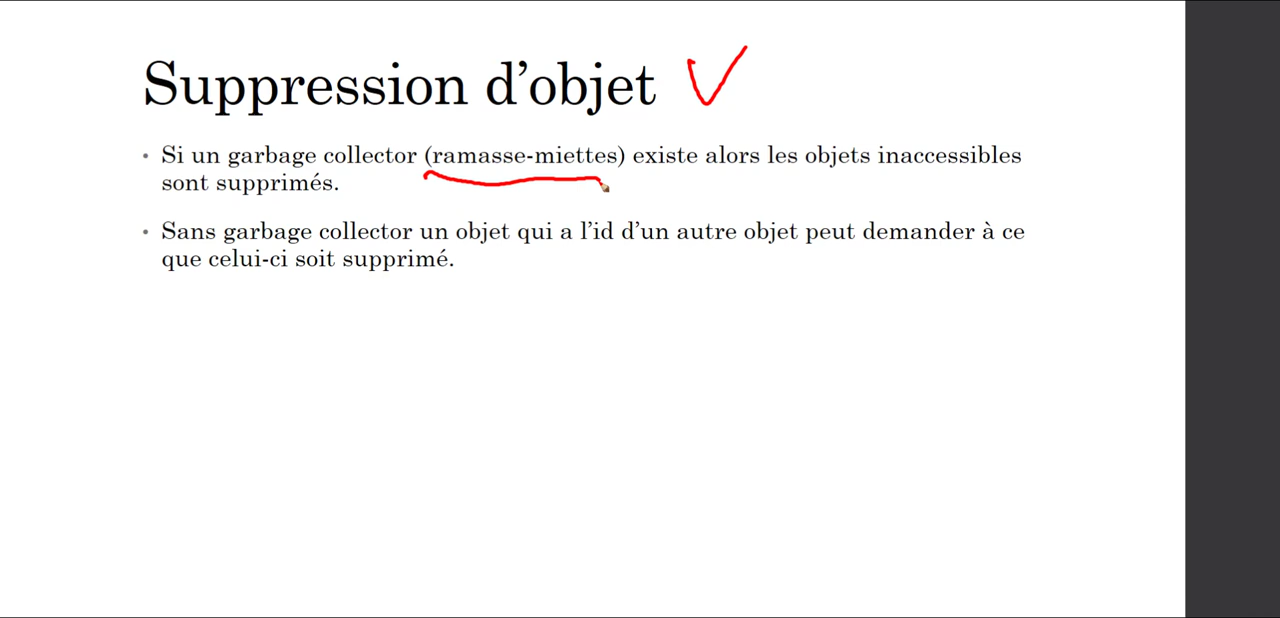 Suppression d’objet
• Si un garbage collector (ramasse-miettes) existe alors les objets inaccessibles
sont supprimés.
• Sans garbage collector un objet qui a l’id d’un autre objet peut demander à ce
que celui-ci soit supprimé.